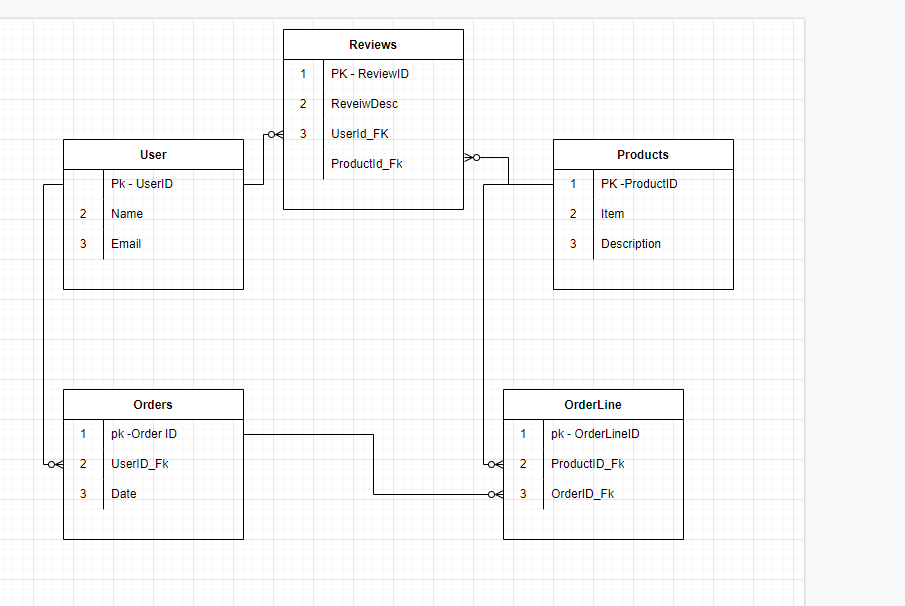 Reviews
1 PK - ReviewID
2 ReveiwDesc
3 UserId_FK
ProductId_Fk
User
Pk - UserID
2 Name
3 Email
Products
1 PK -ProductID
2 Item
3 Description
Orders
1 pk -Order ID
2 UserID_Fk
3 Date
OrderLine
1 pk - OrderLineID
2 ProductID_Fk
3 OrderID_Fk